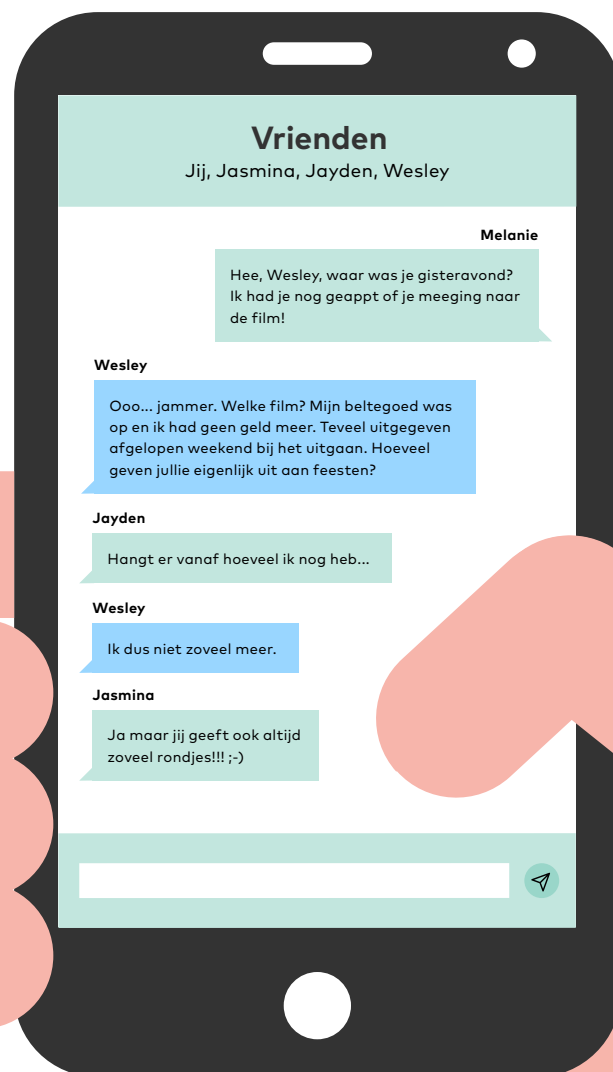 Vrienden
Jij, Jasmina, Jayden, Wesley
Melanie
Hee, Wesley, waar was je gisteravond?
Ik had je nog geappt of je meeging naar
de film!
Wesley
Ooo... jammer. Welke film? Mijn beltegoed was
op en ik had geen geld meer. Teveel uitgegeven
afgelopen weekend bij het uitgaan. Hoeveel
geven jullie eigenlijk uit aan feesten?
Jayden
Hangt er vanaf hoeveel ik nog heb...
Wesley
Ik dus niet zoveel meer.
Jasmina
Ja maar jij geeft ook altijd
zoveel rondjes!!! ;-)